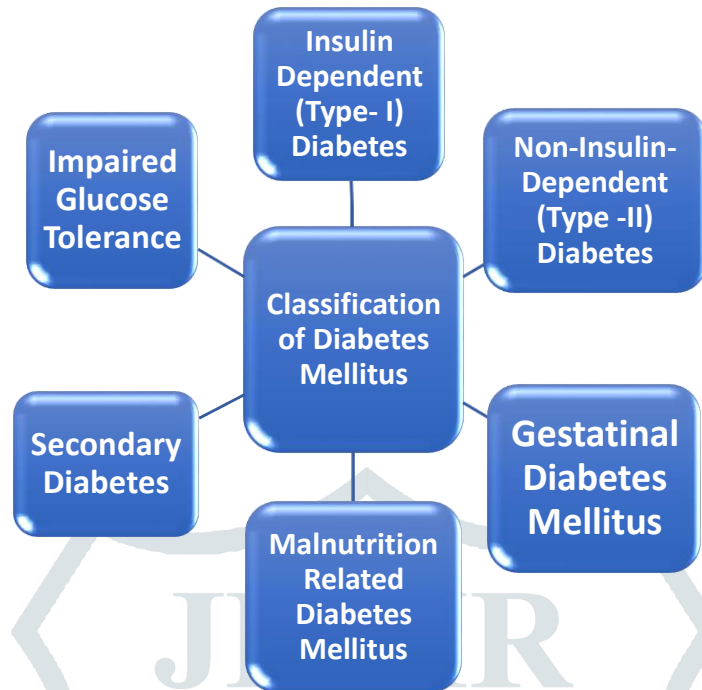 Insulin
Dependent
(Type- I)
Diabetes
Non-Insulin-
Dependent
(Type -II)
Diabetes
Gestatinal
Diabetes
Mellitus
Malnutrition
Related
Diabetes
Mellitus
Secondary
Diabetes
Impaired
Glucose
Tolerance
Classification
of Diabetes
Mellitus